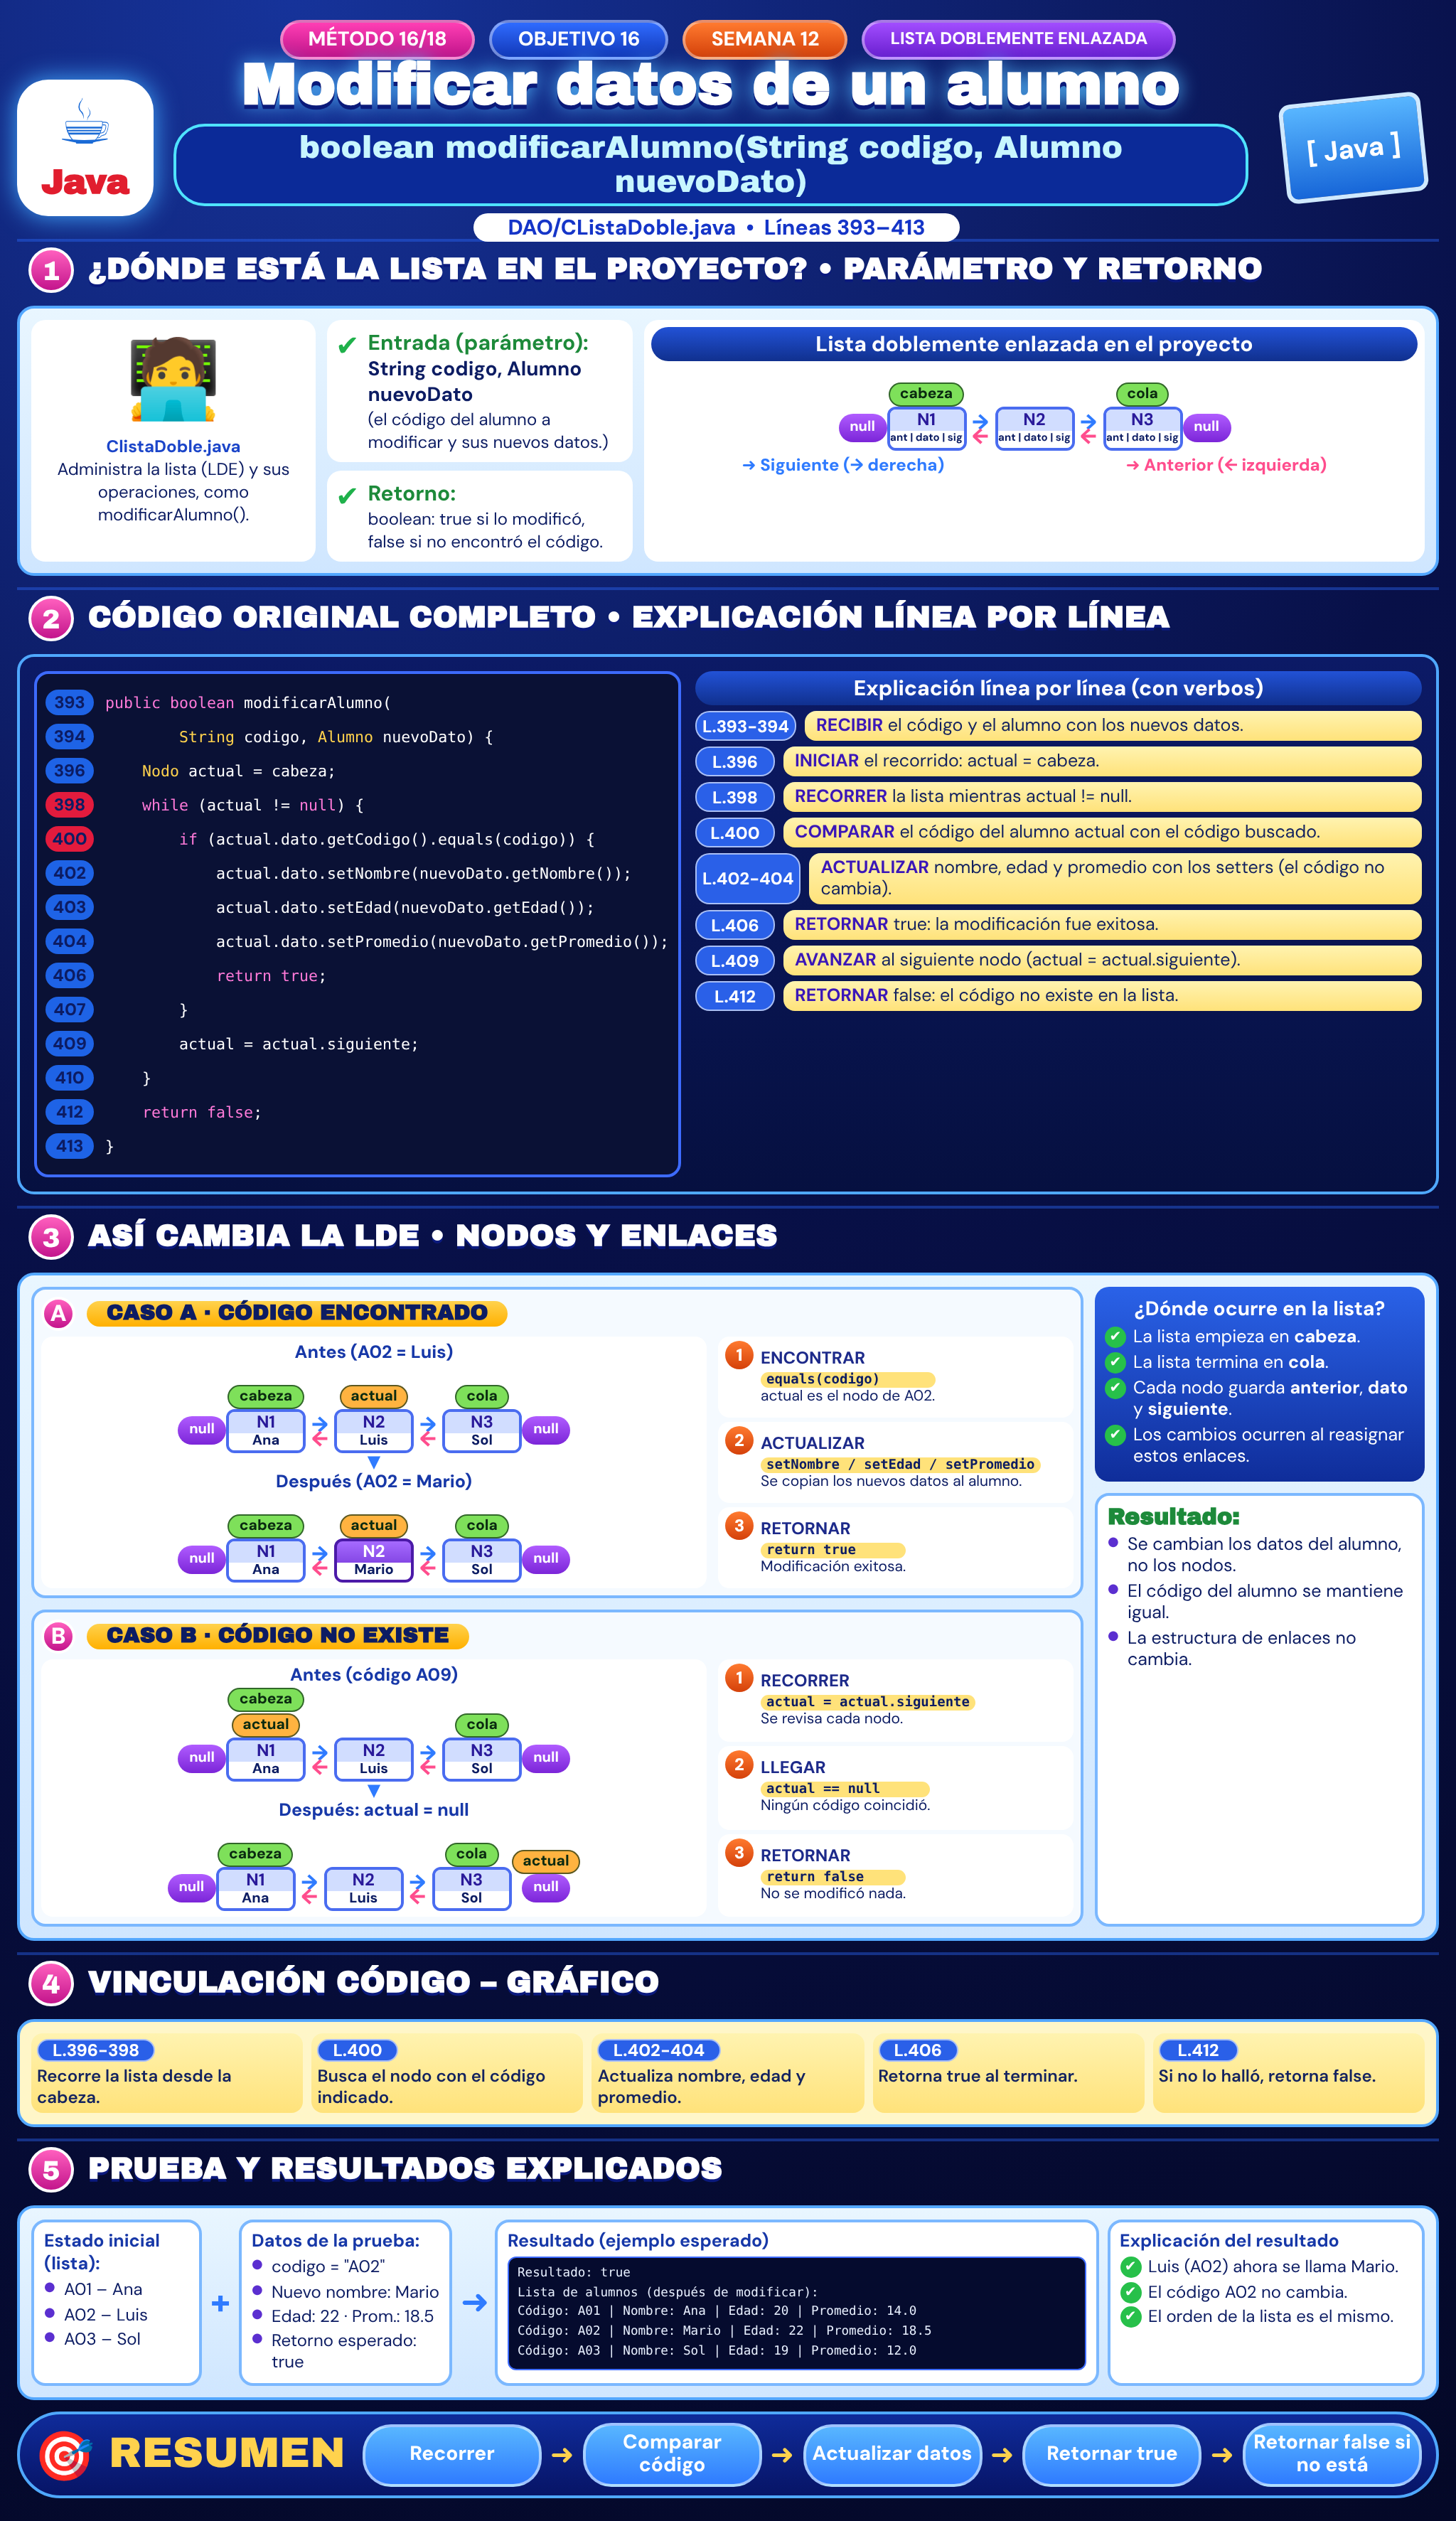 MÉTODO 16/18
OBJETIVO 16
SEMANA 12
LISTA DOBLEMENTE ENLAZADA
Modificar datos de un alumno
Java
boolean modificarAlumno(String codigo, Alumno
nuevoDato)
[ Java ]
DAO/CListaDoble.java • Líneas 393–413
1 ¿DÓNDE ESTÁ LA LISTA EN EL PROYECTO? • PARÁMETRO Y RETORNO
ClistaDoble.java
Administra la lista (LDE) y sus
operaciones, como
modificarAlumno().
✔ Entrada (parámetro):
String codigo, Alumno
nuevoDato
(el código del alumno a
modificar y sus nuevos datos.)
✔ Retorno:
boolean: true si lo modificó,
false si no encontró el código.
Lista doblemente enlazada en el proyecto
cabeza
cola
null
N1
ant | dato | sig
N2
ant | dato | sig
N3
ant | dato | sig
null
→ Siguiente (→ derecha)
→ Anterior (← izquierda)
2 CÓDIGO ORIGINAL COMPLETO • EXPLICACIÓN LÍNEA POR LÍNEA
393 public boolean modificarAlumno(
394 String codigo, Alumno nuevoDato) {
396 Nodo actual = cabeza;
398 while (actual != null) {
400 if (actual.dato.getCodigo().equals(codigo)) {
402 actual.dato.setNombre(nuevoDato.getNombre());
403 actual.dato.setEdad(nuevoDato.getEdad());
404 actual.dato.setPromedio(nuevoDato.getPromedio());
406 return true;
407 }
409 actual = actual.siguiente;
410 }
412 return false;
413 }
Explicación línea por línea (con verbos)
L.393-394 RECIBIR el código y el alumno con los nuevos datos.
L.396 INICIAR el recorrido: actual = cabeza.
L.398 RECORRER la lista mientras actual != null.
L.400 COMPARAR el código del alumno actual con el código buscado.
L.402-404 ACTUALIZAR nombre, edad y promedio con los setters (el código no
cambia).
L.406 RETORNAR true: la modificación fue exitosa.
L.409 AVANZAR al siguiente nodo (actual = actual.siguiente).
L.412 RETORNAR false: el código no existe en la lista.
3 ASÍ CAMBIA LA LDE • NODOS Y ENLACES
A CASO A · CÓDIGO ENCONTRADO
Antes (A02 = Luis)
cabeza
actual
cola
null
N1
Ana
N2
Luis
N3
Sol
null
Después (A02 = Mario)
cabeza
actual
cola
null
N1
Ana
N2
Mario
N3
Sol
null
1 ENCONTRAR
equals(codigo)
actual es el nodo de A02.
2 ACTUALIZAR
setNombre / setEdad / setPromedio
Se copian los nuevos datos al alumno.
3 RETORNAR
return true
Modificación exitosa.
B CASO B · CÓDIGO NO EXISTE
Antes (código A09)
cabeza
actual
cola
null
N1
Ana
N2
Luis
N3
Sol
null
Después: actual = null
cabeza
cola
actual
null
N1
Ana
N2
Luis
N3
Sol
null
1 RECORRER
actual = actual.siguiente
Se revisa cada nodo.
2 LLEGAR
actual == null
Ningún código coincidió.
3 RETORNAR
return false
No se modificó nada.
¿Dónde ocurre en la lista?
✔ La lista empieza en cabeza.
✔ La lista termina en cola.
✔ Cada nodo guarda anterior, dato
y siguiente.
✔ Los cambios ocurren al reasignar
estos enlaces.
Resultado:
• Se cambian los datos del alumno,
no los nodos.
• El código del alumno se mantiene
igual.
• La estructura de enlaces no
cambia.
4 VINCULACIÓN CÓDIGO – GRÁFICO
L.396-398
Recorre la lista desde la
cabeza.
L.400
Busca el nodo con el código
indicado.
L.402-404
Actualiza nombre, edad y
promedio.
L.406
Retorna true al terminar.
L.412
Si no lo halló, retorna false.
5 PRUEBA Y RESULTADOS EXPLICADOS
Estado inicial
(lista):
• A01 – Ana
• A02 – Luis
• A03 – Sol
+
Datos de la prueba:
• codigo = "A02"
• Nuevo nombre: Mario
• Edad: 22 · Prom.: 18.5
• Retorno esperado:
true
→
Resultado (ejemplo esperado)
Resultado: true
Lista de alumnos (después de modificar):
Código: A01 | Nombre: Ana | Edad: 20 | Promedio: 14.0
Código: A02 | Nombre: Mario | Edad: 22 | Promedio: 18.5
Código: A03 | Nombre: Sol | Edad: 19 | Promedio: 12.0
Explicación del resultado
✔ Luis (A02) ahora se llama Mario.
✔ El código A02 no cambia.
✔ El orden de la lista es el mismo.
RESUMEN
Recorrer
→
Comparar
código
→
Actualizar datos
→
Retornar true
→
Retornar false si
no está